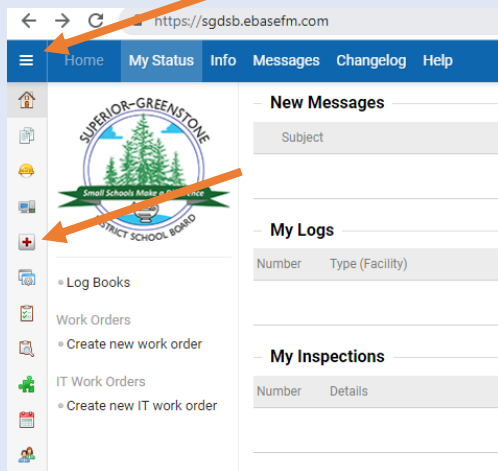 https://sgdsb.ebasefm.com
Home My Status Info Messages Changelog Help
SUPERIOR-GREENSTONE
Small Schools Make a Difference
DISTRICT SCHOOL BOARD
Log Books
Work Orders
Create new work order
IT Work Orders
Create new IT work order
New Messages
Subject
My Logs
Number Type (Facility)
My Inspections
Number Details